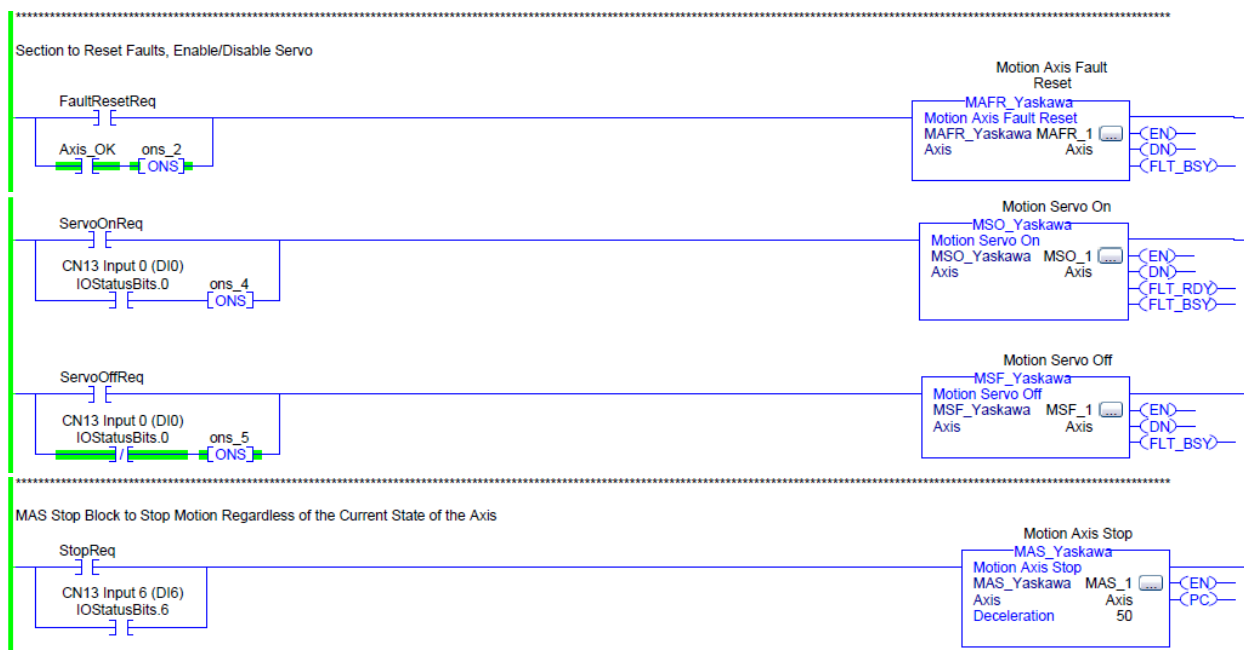 Section to Reset Faults, Enable/Disable Servo
Motion Axis Fault
Reset
FaultResetReq
MAFR_Yaskawa
Motion Axis Fault Reset
MAFR_Yaskawa MAFR_1 ... (EN)
Axis Axis (DN)
(FLT_BSY)
Axis_OK ons_2
ONS
Motion Servo On
ServoOnReq
MSO_Yaskawa
Motion Servo On
MSO_Yaskawa MSO_1 ... (EN)
Axis Axis (DN)
(FLT_RDY)
(FLT_BSY)
CN13 Input 0 (DI0)
IOStatusBits.0 ons_4
ONS
Motion Servo Off
ServoOffReq
MSF_Yaskawa
Motion Servo Off
MSF_Yaskawa MSF_1 ... (EN)
Axis Axis (DN)
(FLT_BSY)
CN13 Input 0 (DI0)
IOStatusBits.0 ons_5
/ ONS
MAS Stop Block to Stop Motion Regardless of the Current State of the Axis
Motion Axis Stop
StopReq
MAS_Yaskawa
Motion Axis Stop
MAS_Yaskawa MAS_1 ... (EN)
Axis Axis (PC)
Deceleration 50
CN13 Input 6 (DI6)
IOStatusBits.6